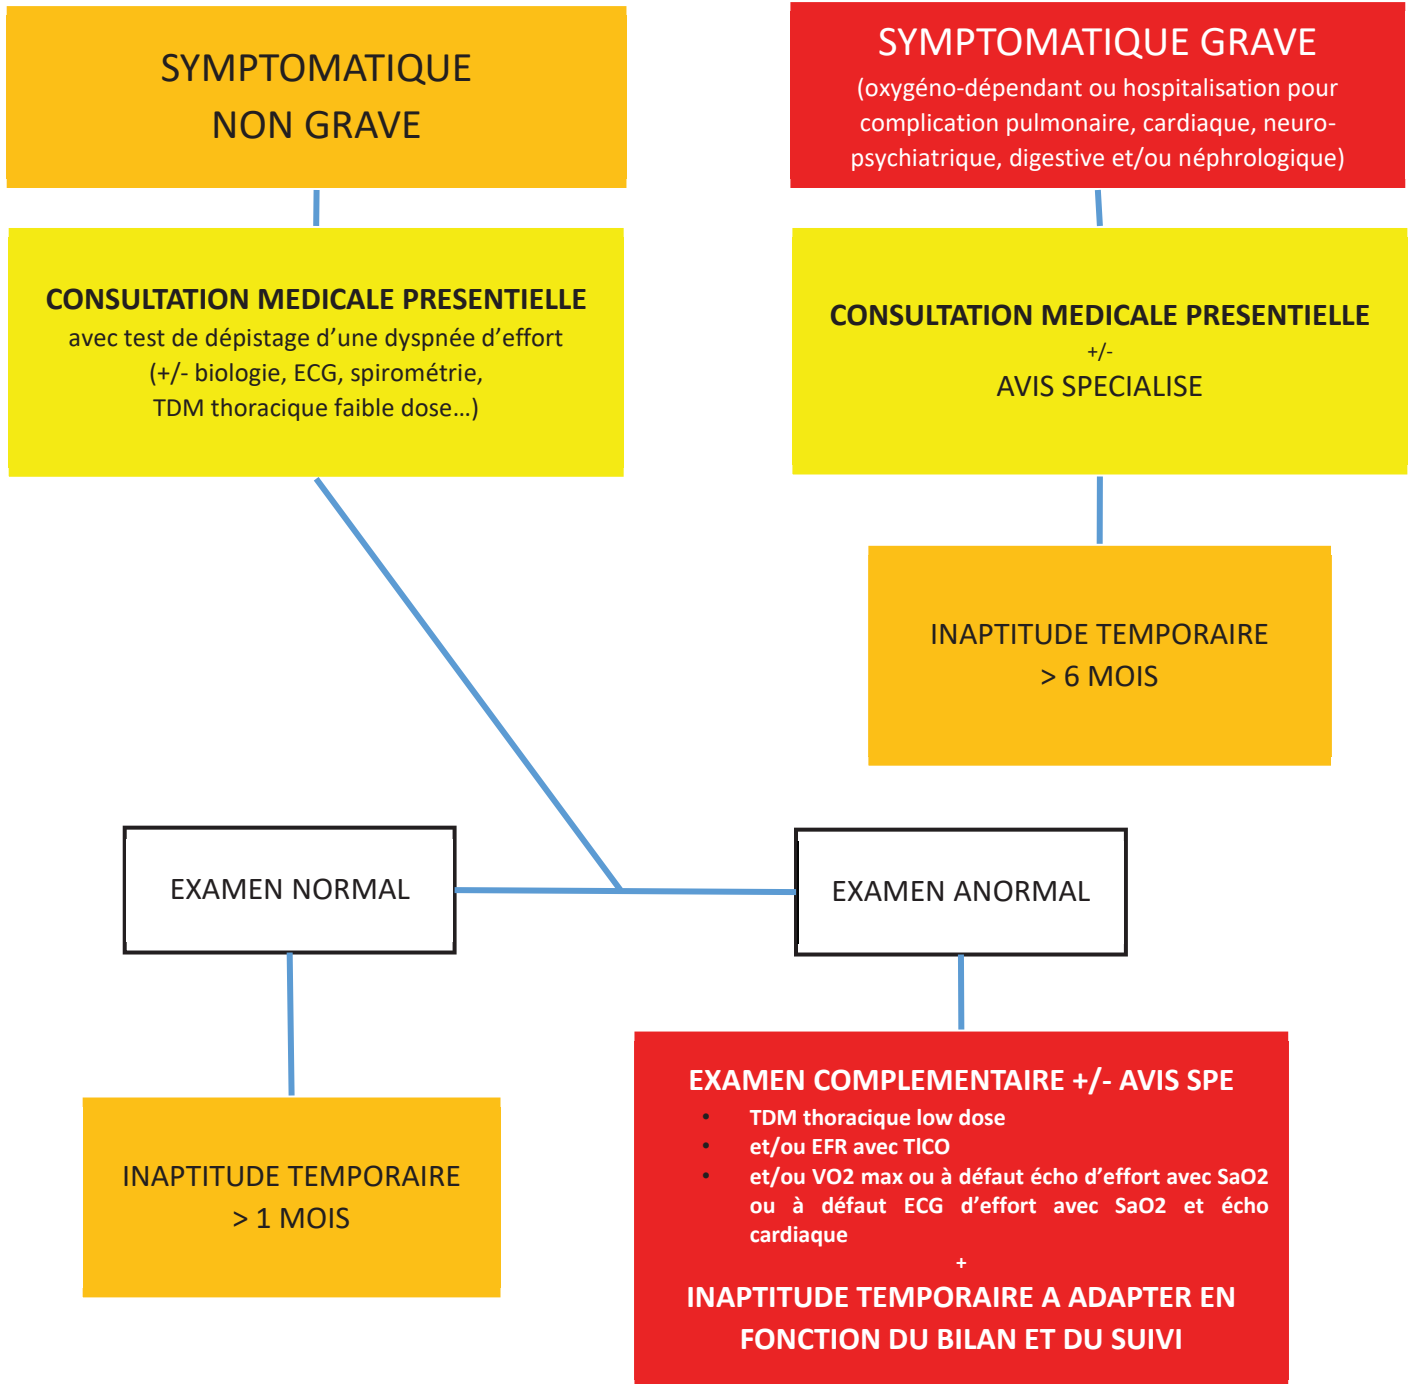 SYMPTOMATIQUE
NON GRAVE
SYMPTOMATIQUE GRAVE
(oxygéno-dépendant ou hospitalisation pour
complication pulmonaire, cardiaque, neuro-
psychiatrique, digestive et/ou néphrologique)
CONSULTATION MEDICALE PRESENTIELLE
avec test de dépistage d’une dyspnée d’effort
(+/- biologie, ECG, spirométrie,
TDM thoracique faible dose…)
CONSULTATION MEDICALE PRESENTIELLE
+/-
AVIS SPECIALISE
INAPTITUDE TEMPORAIRE
> 6 MOIS
EXAMEN NORMAL
EXAMEN ANORMAL
INAPTITUDE TEMPORAIRE
> 1 MOIS
EXAMEN COMPLEMENTAIRE +/- AVIS SPE
• TDM thoracique low dose
• et/ou EFR avec TlCO
• et/ou VO2 max ou à défaut écho d’effort avec SaO2
ou à défaut ECG d’effort avec SaO2 et écho
cardiaque
+
INAPTITUDE TEMPORAIRE A ADAPTER EN
FONCTION DU BILAN ET DU SUIVI